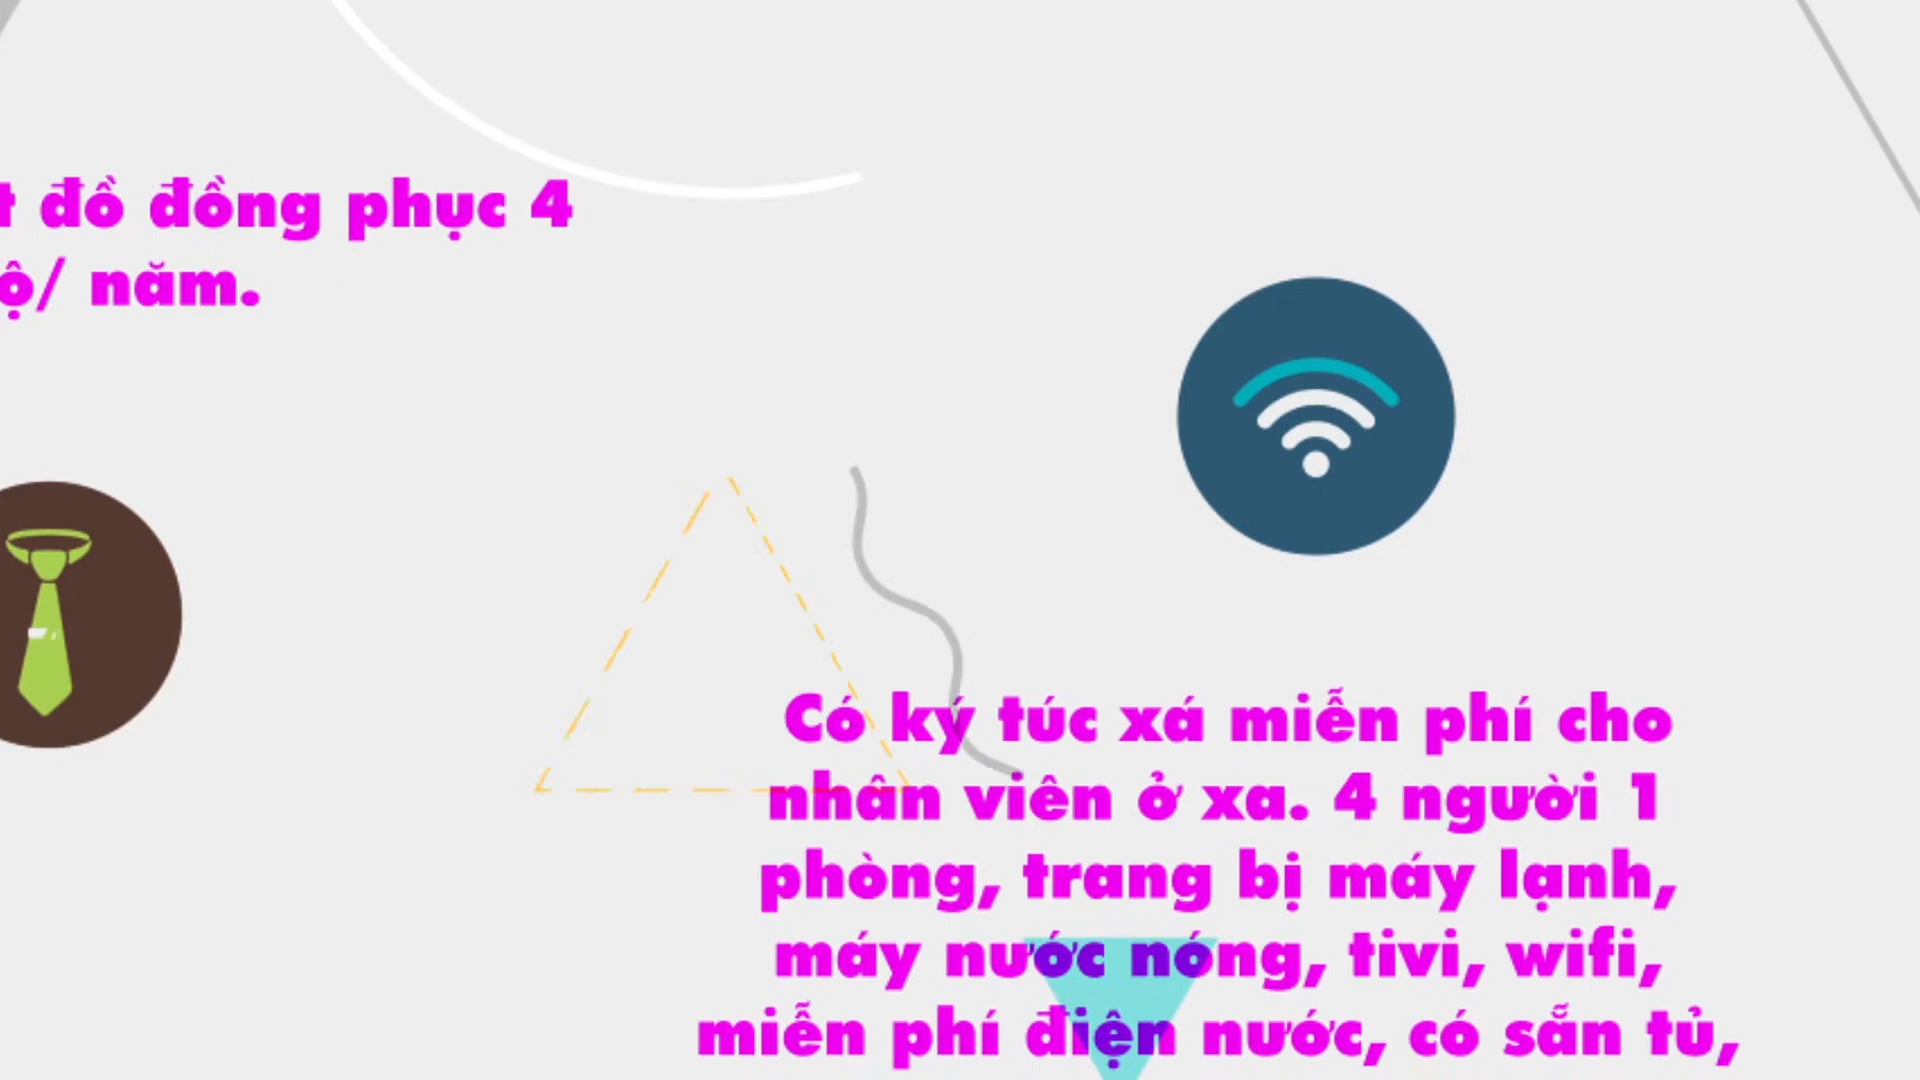 đồ đồng phục 4
năm.
Có ký túc xá miễn phí cho
nhân viên ở xa. 4 người 1
phòng, trang bị máy lạnh,
máy nước nóng, tivi, wifi,
miễn phí điện nước, có sẵn tủ,